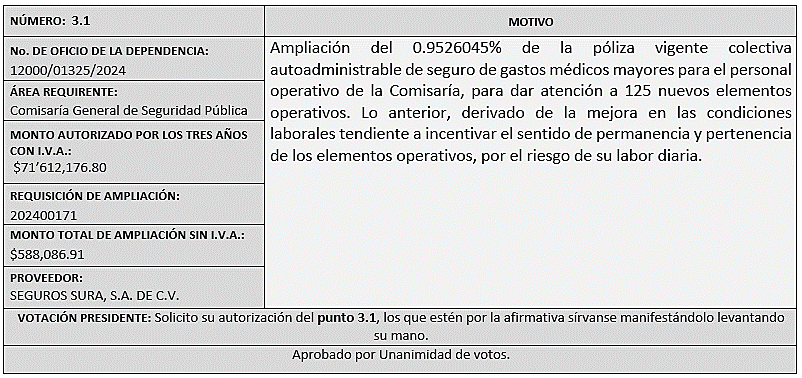 NÚMERO: 3.1
MOTIVO
No. DE OFICIO DE LA DEPENDENCIA:
12000/01325/2024
ÁREA REQUIRENTE:
Comisaría General de Seguridad Pública
MONTO AUTORIZADO POR LOS TRES AÑOS
CON I.V.A.:
$71’612,176.80
REQUISICIÓN DE AMPLIACIÓN:
202400171
MONTO TOTAL DE AMPLIACIÓN SIN I.V.A.:
$588,086.91
PROVEEDOR:
SEGUROS SURA, S.A. DE C.V.
Ampliación del 0.9526045% de la póliza vigente colectiva
autoadministrable de seguro de gastos médicos mayores para el personal
operativo de la Comisaría, para dar atención a 125 nuevos elementos
operativos. Lo anterior, derivado de la mejora en las condiciones
laborales tendiente a incentivar el sentido de permanencia y pertenencia
de los elementos operativos, por el riesgo de su labor diaria.
VOTACIÓN PRESIDENTE: Solicito su autorización del punto 3.1, los que estén por la afirmativa sírvanse manifestándolo levantando
su mano.
Aprobado por Unanimidad de votos.